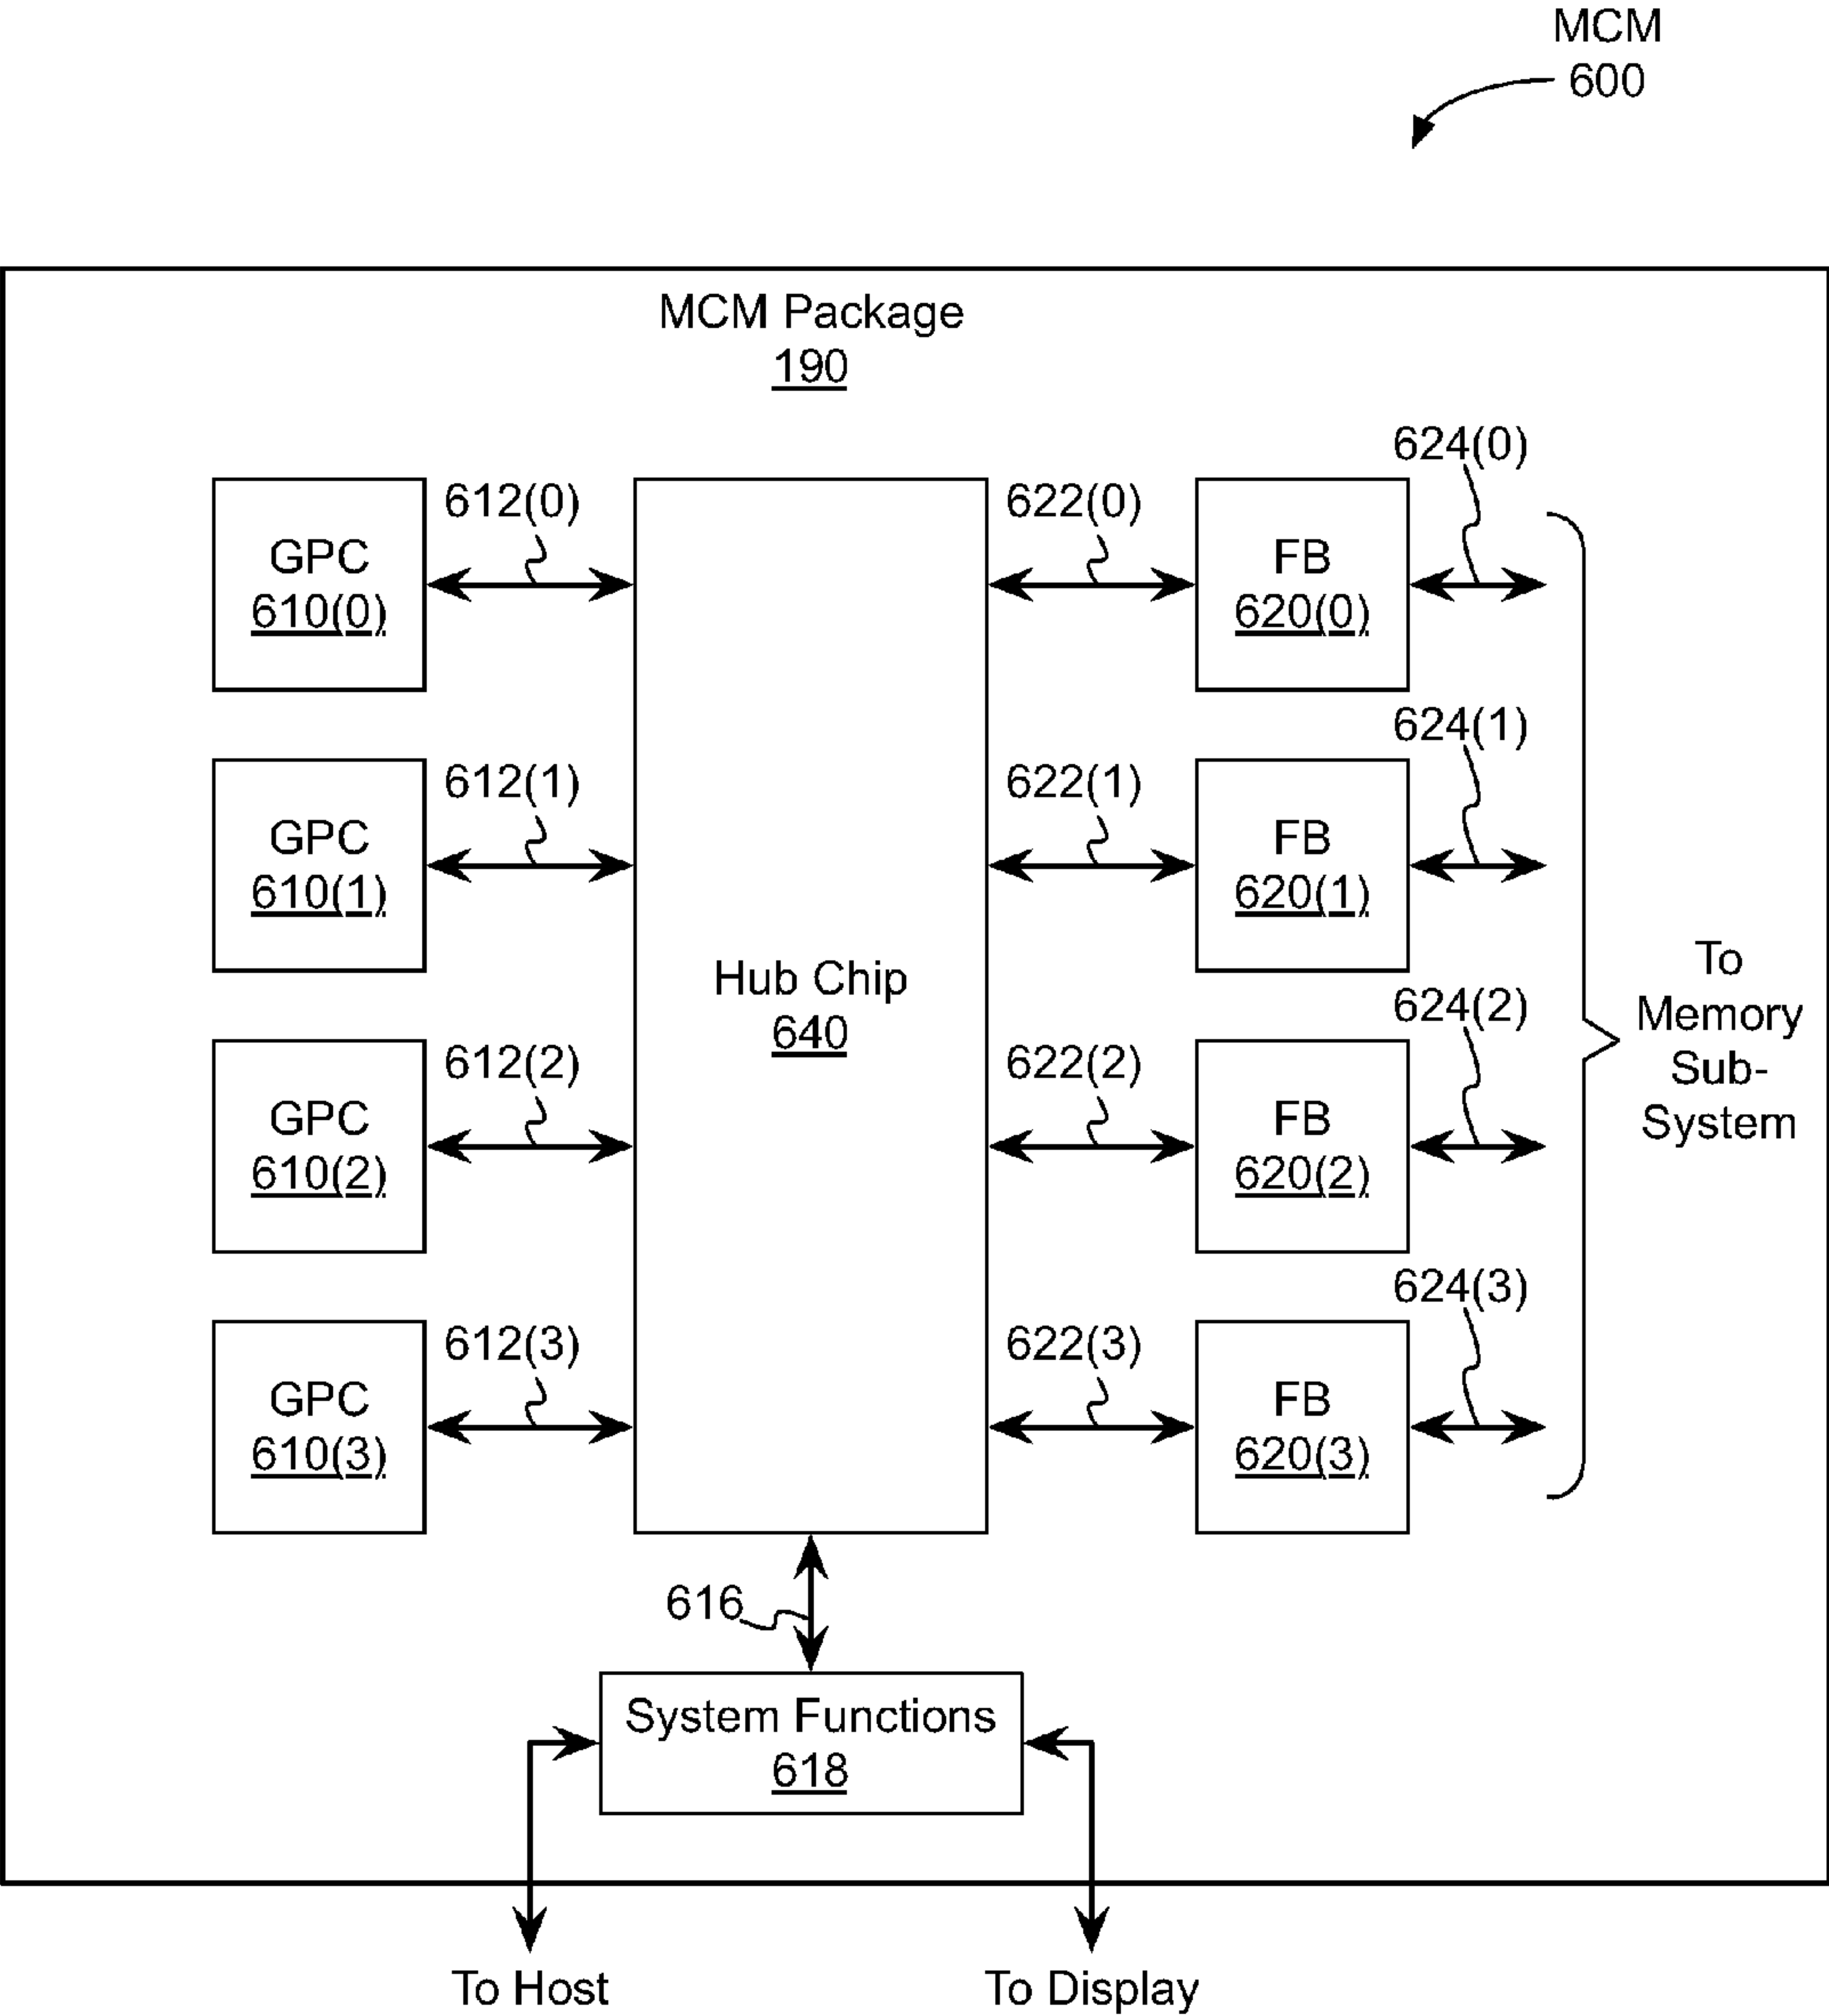 MCM
600
MCM Package
190
624(0)
612(0)
622(0)
GPC
610(0)
FB
620(0)
624(1)
612(1)
622(1)
GPC
610(1)
FB
620(1)
To
Memory
Sub-
System
Hub Chip
640
624(2)
612(2)
622(2)
GPC
610(2)
FB
620(2)
624(3)
612(3)
622(3)
GPC
610(3)
FB
620(3)
616
System Functions
618
To Host
To Display